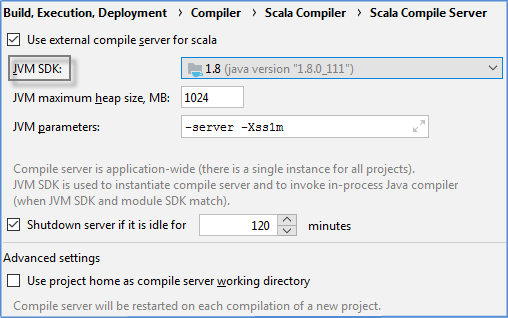 Build, Execution, Deployment › Compiler › Scala Compiler › Scala Compile Server
Use external compile server for scala
JVM SDK: 1.8 (java version "1.8.0_111")
JVM maximum heap size, MB: 1024
JVM parameters: -server -Xss1m
Compile server is application-wide (there is a single instance for all projects).
JVM SDK is used to instantiate compile server and to invoke in-process Java compiler
(when JVM SDK and module SDK match).
Shutdown server if it is idle for 120 minutes
Advanced settings
Use project home as compile server working directory
Compile server will be restarted on each compilation of a new project.